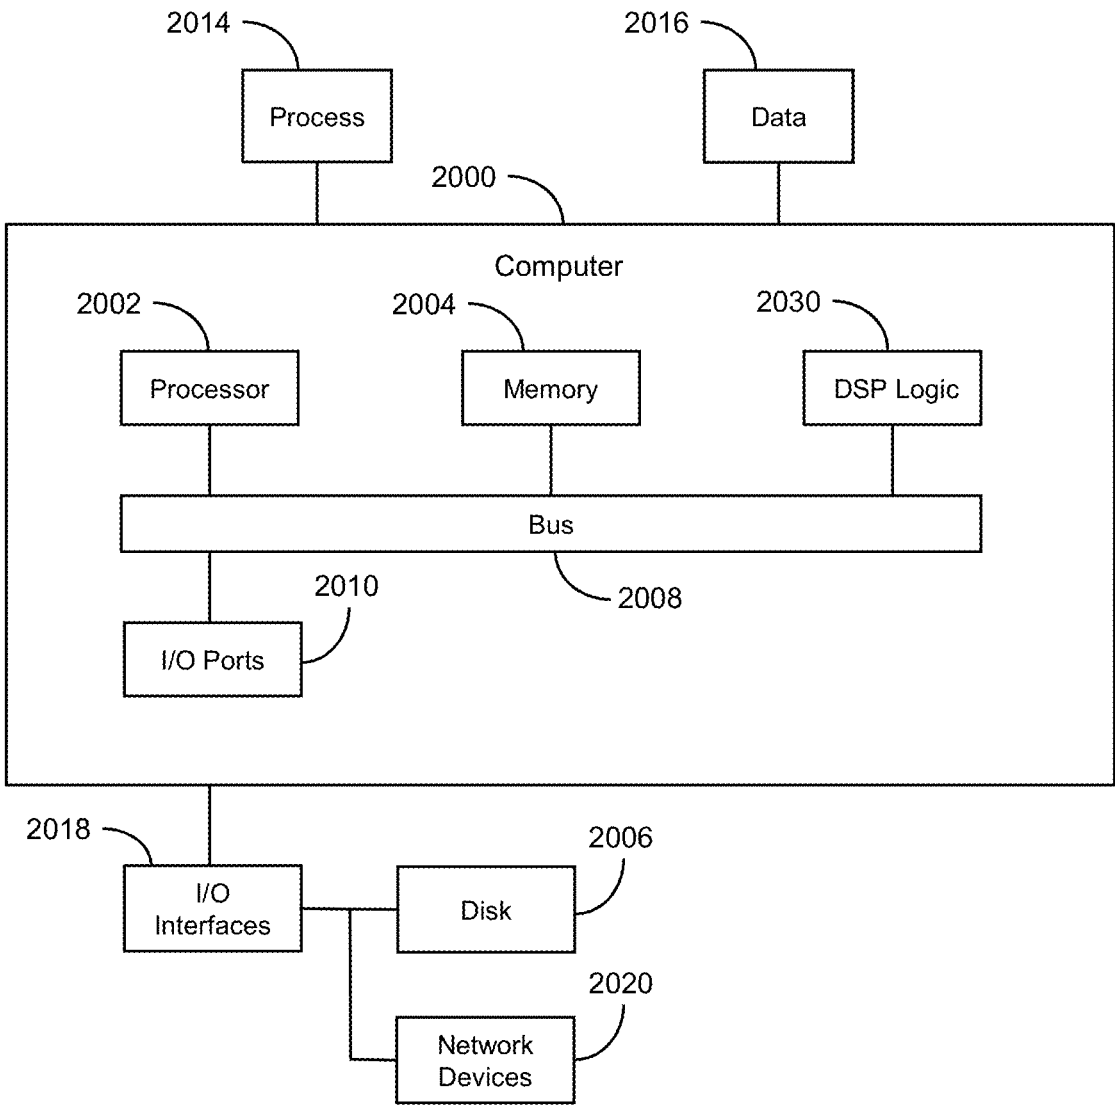 2014
2016
Process
Data
2000
Computer
2002
2004
2030
Processor
Memory
DSP Logic
Bus
2010
2008
I/O Ports
2018
2006
I/O
Interfaces
Disk
2020
Network
Devices